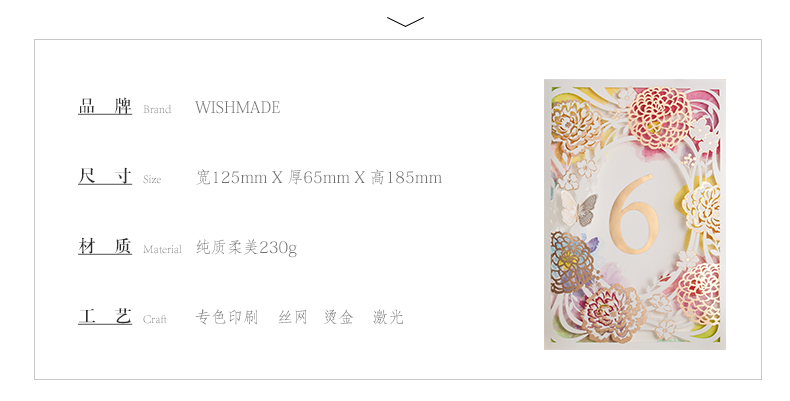 品 牌 Brand WISHMADE
尺 寸 Size 宽125mm X 厚65mm X 高185mm
材 质 Material 纯质柔美230g
工 艺 Craft 专色印刷 丝网 烫金 激光
6